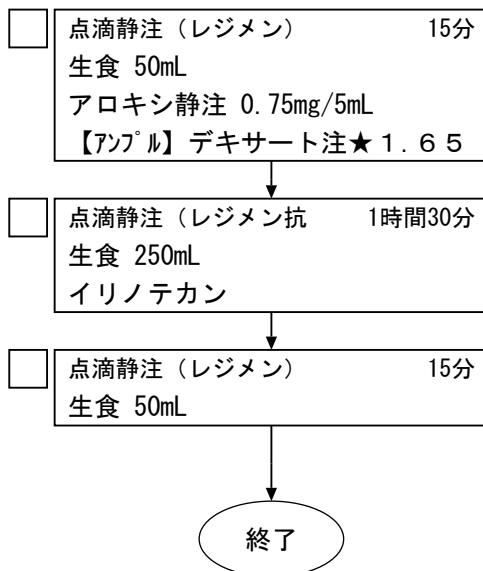 点滴静注（レジメン） 15分
生食 50mL
アロキシ静注 0.75mg/5mL
【ｱﾝﾌﾟﾙ】デキサート注★１.６５
点滴静注（レジメン抗 1時間30分
生食 250mL
イリノテカン
点滴静注（レジメン） 15分
生食 50mL
終了